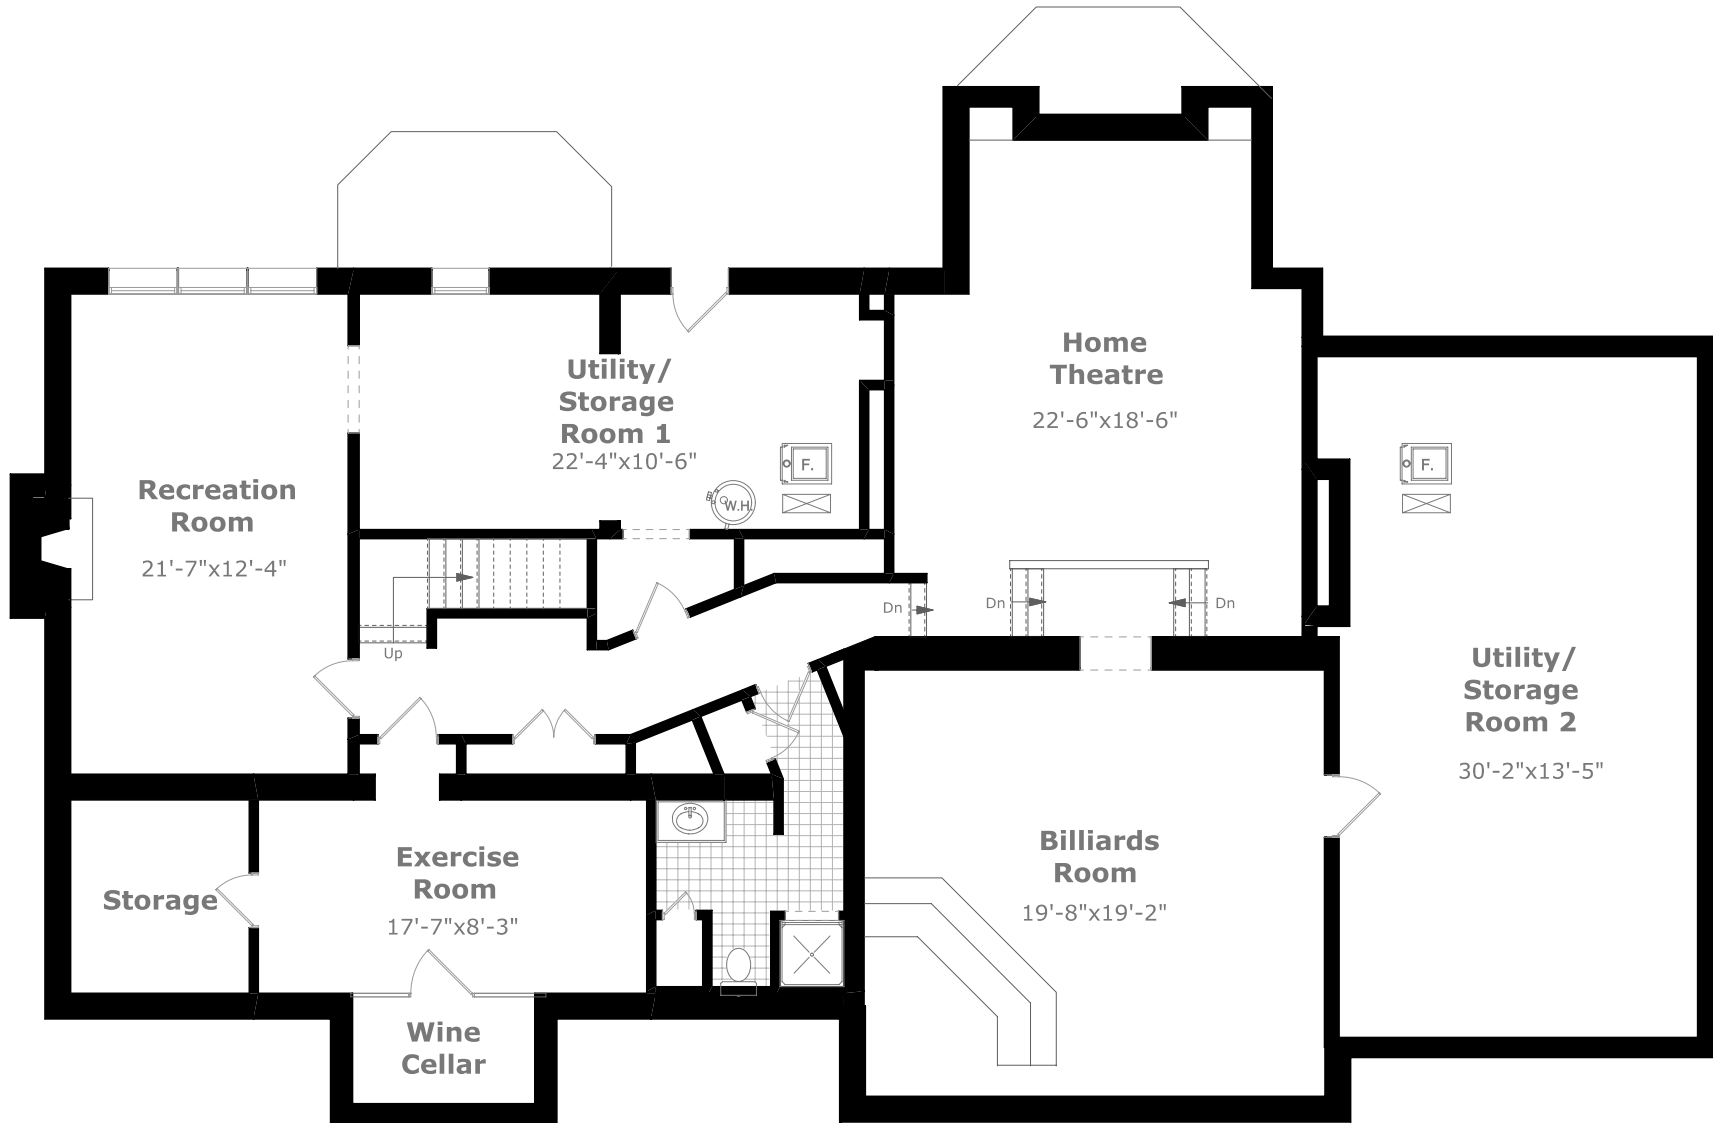 Home
Theatre
22'-6"x18'-6"
Utility/
Storage
Room 1
22'-4"x10'-6"
F.
W.H.
F.
Recreation
Room
21'-7"x12'-4"
Up
Dn
Dn
Dn
Utility/
Storage
Room 2
30'-2"x13'-5"
Billiards
Room
19'-8"x19'-2"
Exercise
Room
17'-7"x8'-3"
Storage
Wine
Cellar